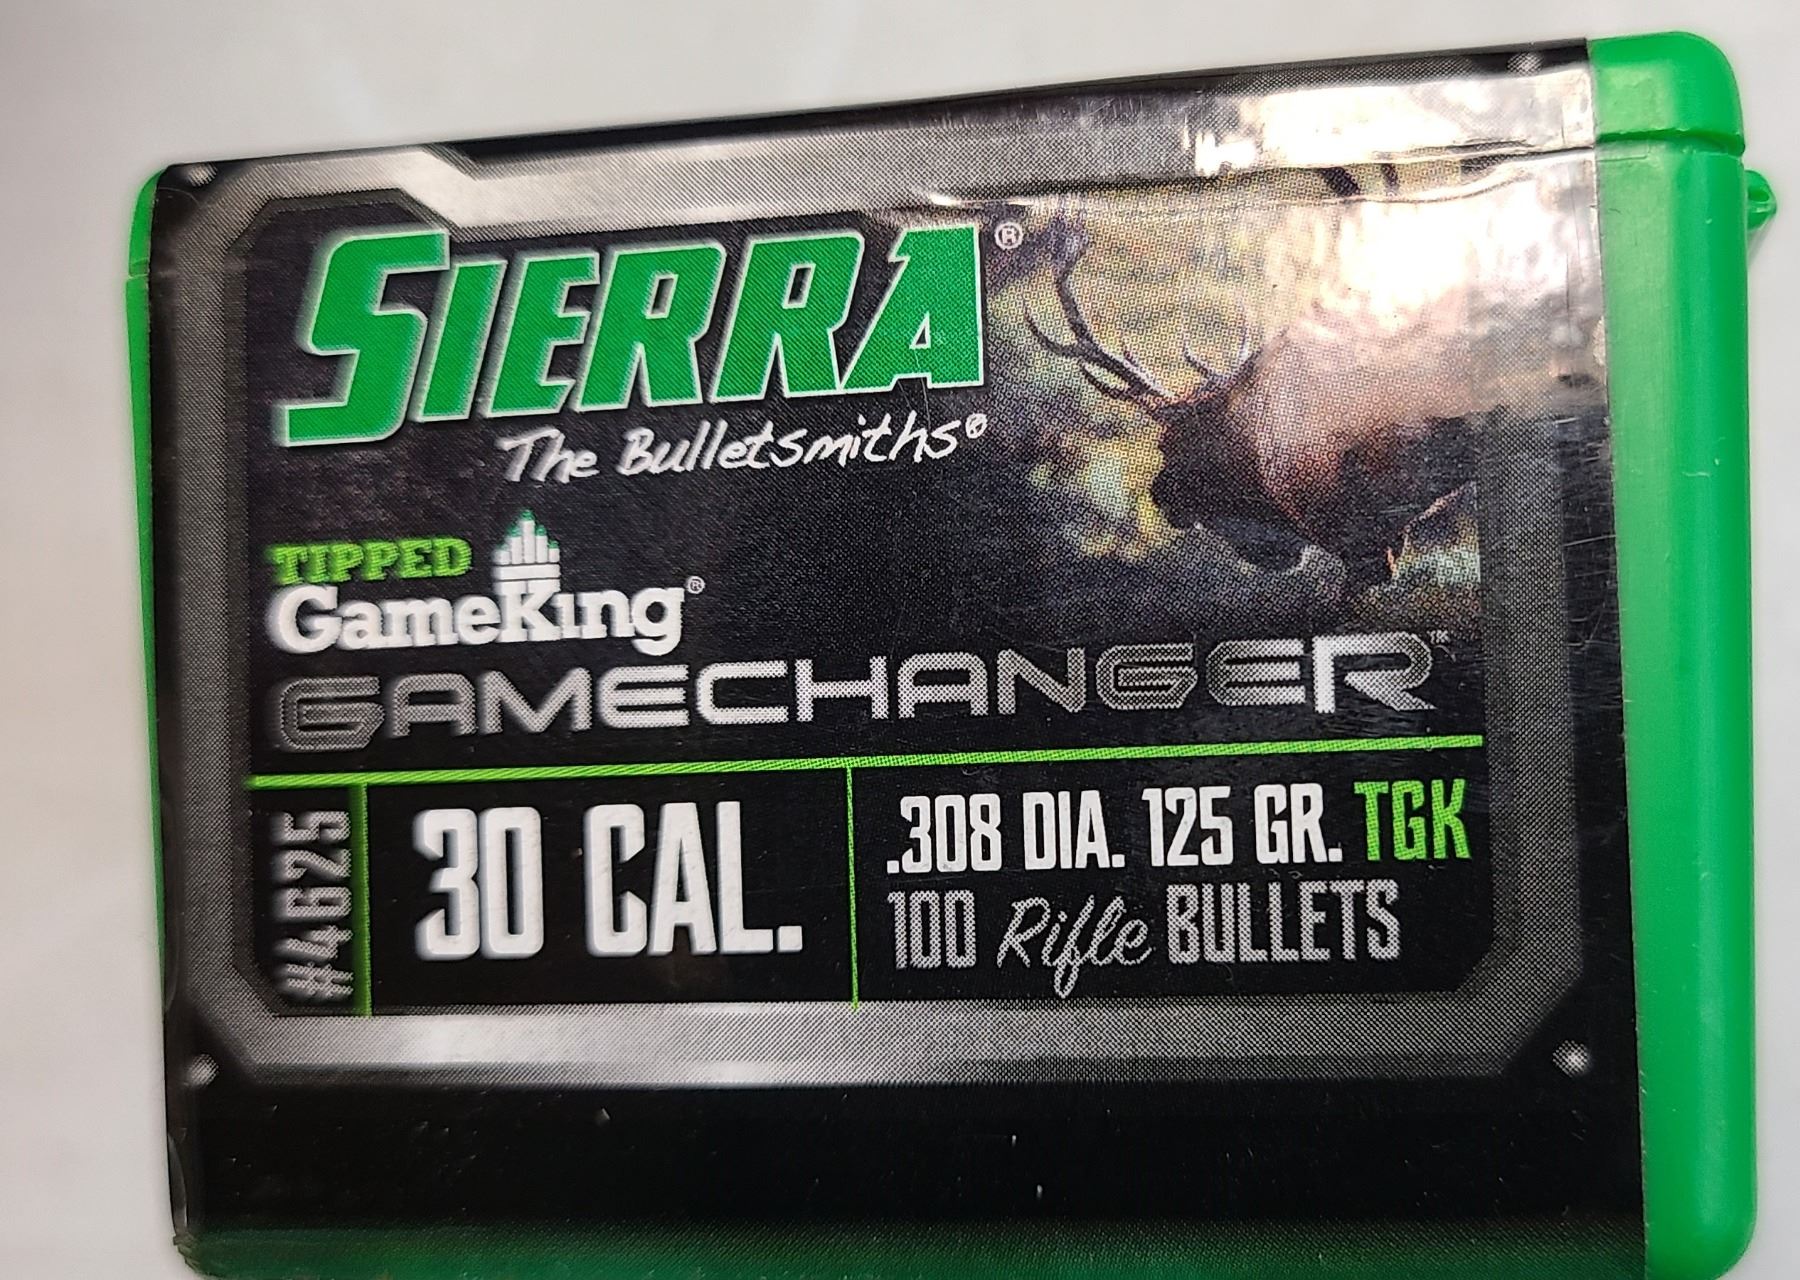 SIERRA®
The Bulletsmiths®
TIPPED
GameKing®
GAMECHANGER™
#4625
30 CAL.
.308 DIA. 125 GR. TGK
100 Rifle BULLETS